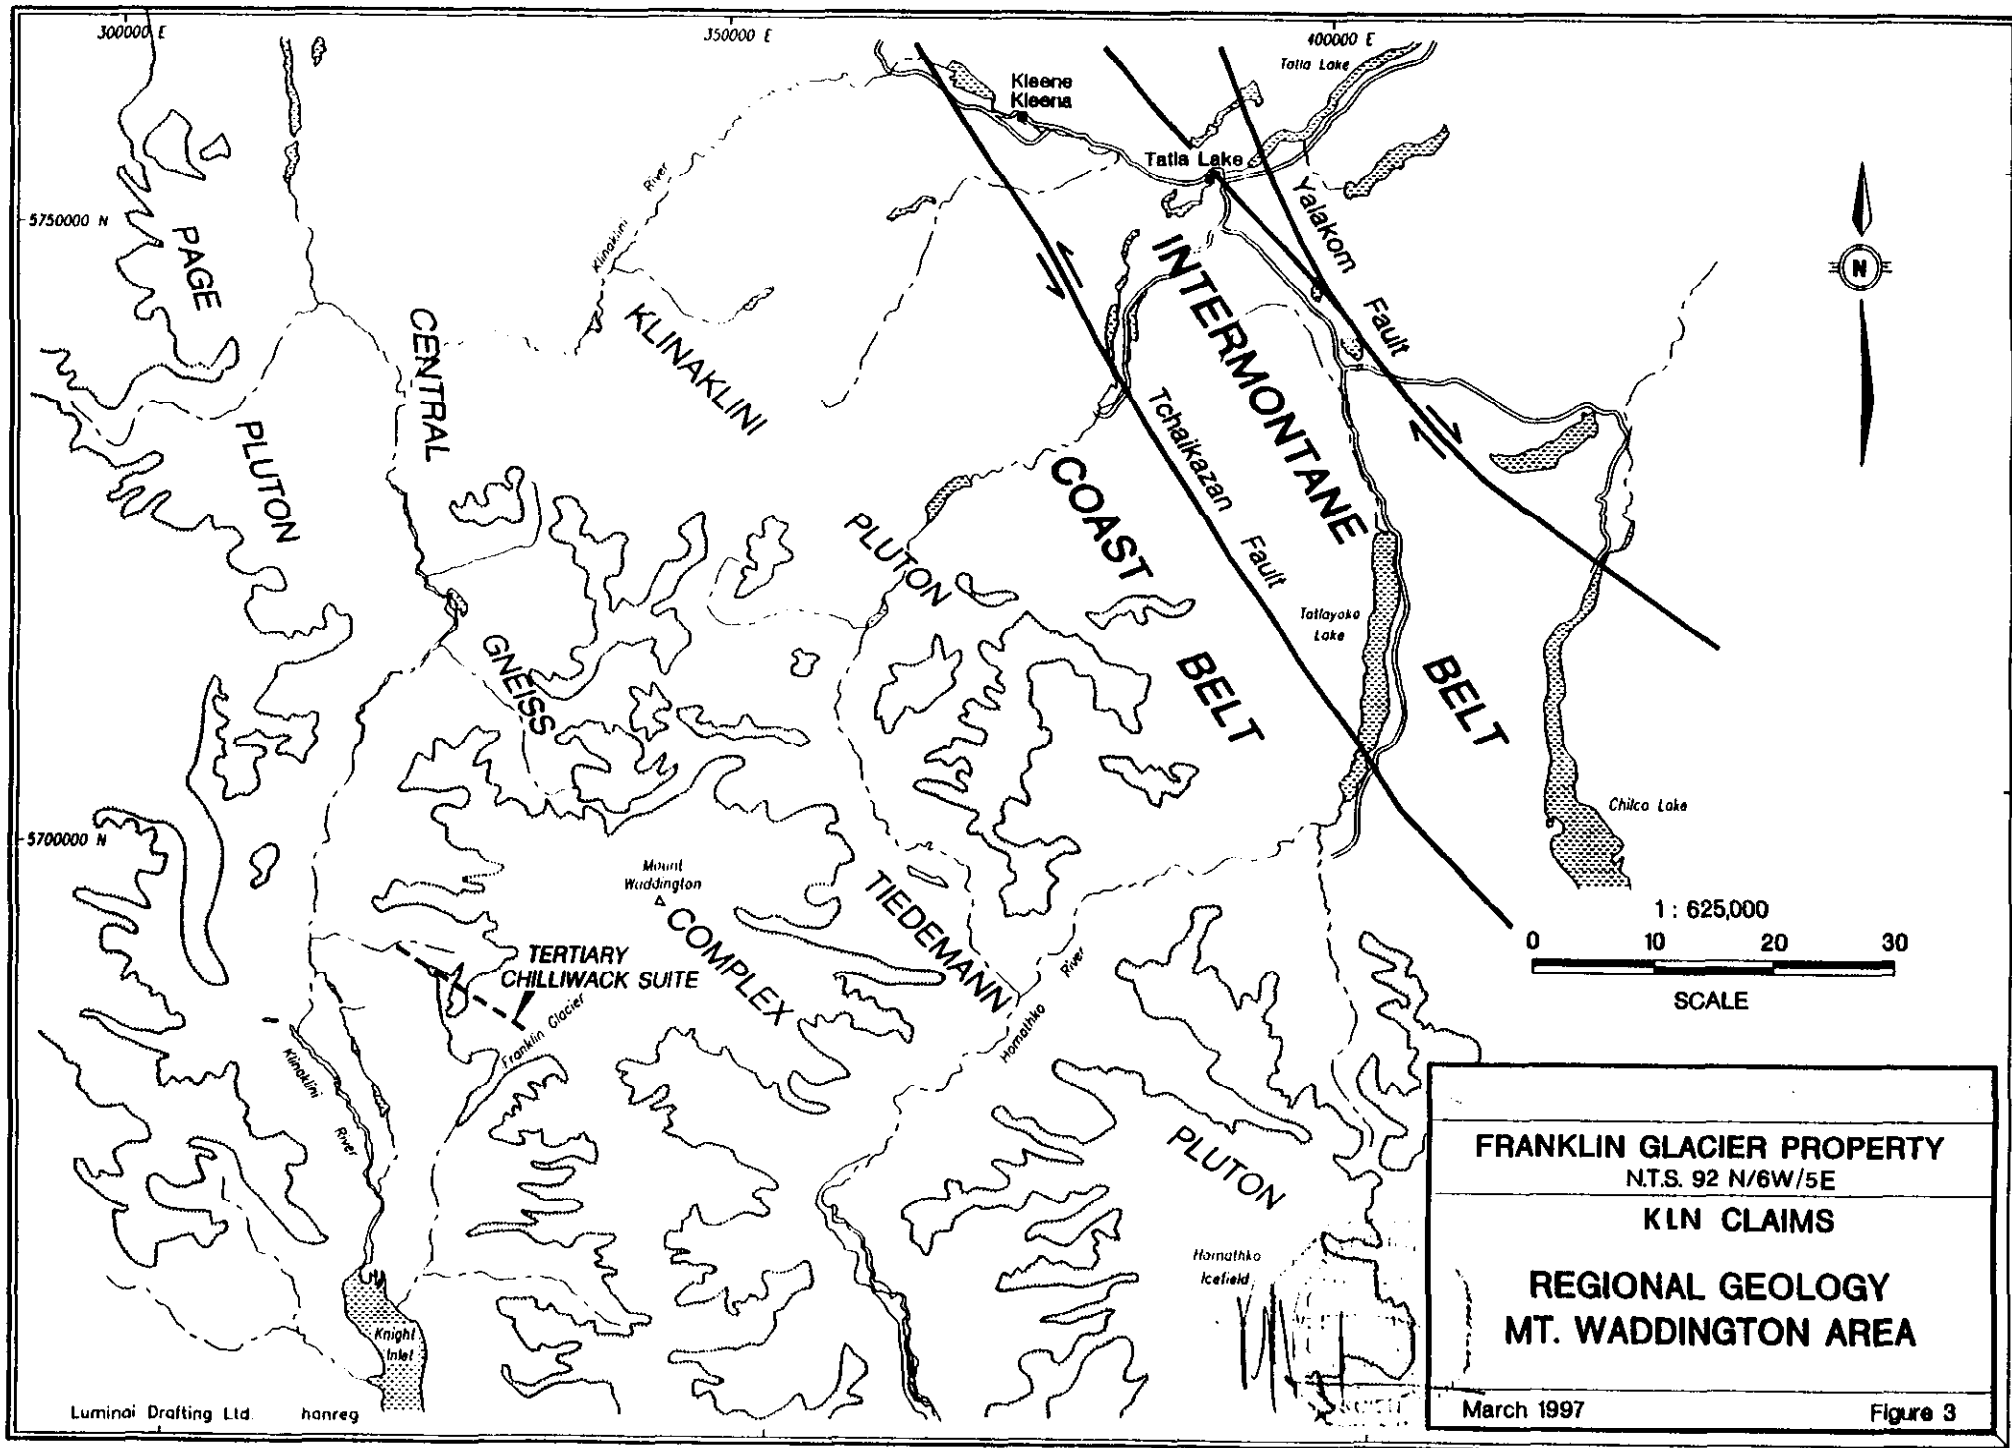 300000 E
350000 E
400000 E
Tatla Lake
Kleene
Kleena
Tatla Lake
River
Klinaklini
5750000 N
PAGE
PLUTON
CENTRAL
GNEISS
COMPLEX
KLINAKLINI
PLUTON
Yalakom
Fault
INTERMONTANE
BELT
Tchaikazan
Fault
COAST
BELT
N
Tatlayoko
Lake
Chilco Lake
5700000 N
Mount
Waddington
TIEDEMANN
PLUTON
TERTIARY
CHILLIWACK SUITE
Franklin Glacier
Homathko
River
Klinaklini
River
Knight
Inlet
Homathko
Icefield
1 : 625,000
0 10 20 30
SCALE
FRANKLIN GLACIER PROPERTY
N.T.S. 92 N/6W/5E
KLN CLAIMS
REGIONAL GEOLOGY
MT. WADDINGTON AREA
March 1997
Figure 3
Luminai Drafting Ltd. hanreg